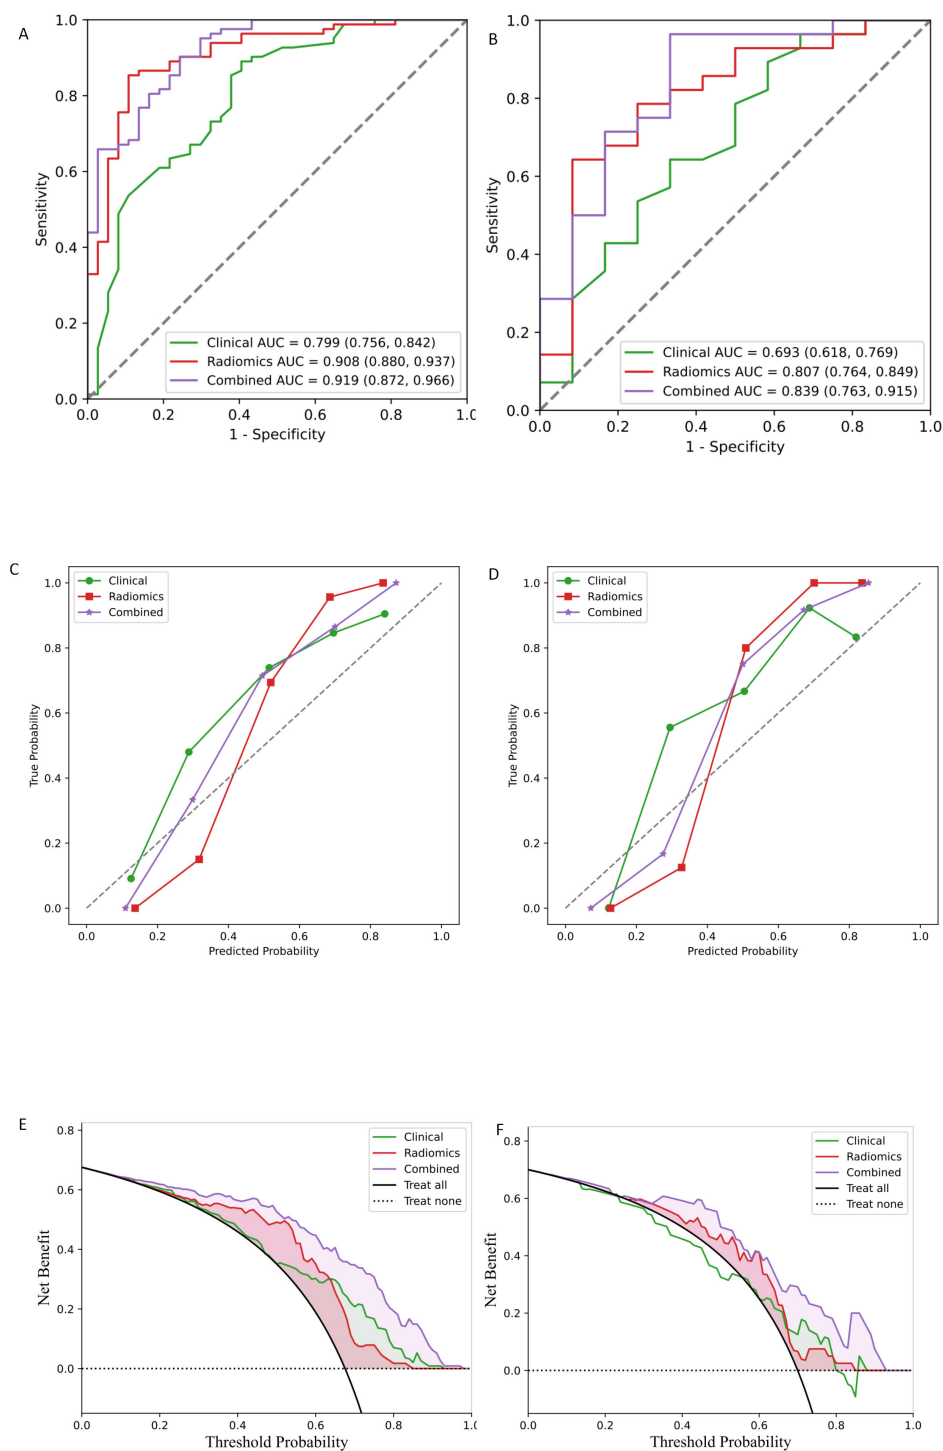 A
1.0
0.8
0.6
0.4
0.2
0.0
Sensitivity
Clinical AUC = 0.799 (0.756, 0.842)
Radiomics AUC = 0.908 (0.880, 0.937)
Combined AUC = 0.919 (0.872, 0.966)
0.0 0.2 0.4 0.6 0.8 1.0
1 - Specificity
B
1.0
0.8
0.6
0.4
0.2
0.0
Sensitivity
Clinical AUC = 0.693 (0.618, 0.769)
Radiomics AUC = 0.807 (0.764, 0.849)
Combined AUC = 0.839 (0.763, 0.915)
0.0 0.2 0.4 0.6 0.8 1.0
1 - Specificity
C
Clinical
Radiomics
Combined
1.0
0.8
0.6
0.4
0.2
0.0
True Probability
0.0 0.2 0.4 0.6 0.8 1.0
Predicted Probability
D
Clinical
Radiomics
Combined
1.0
0.8
0.6
0.4
0.2
0.0
True Probability
0.0 0.2 0.4 0.6 0.8 1.0
Predicted Probability
E
Clinical
Radiomics
Combined
Treat all
Treat none
0.8
0.6
0.4
0.2
0.0
Net Benefit
0.0 0.2 0.4 0.6 0.8 1.0
Threshold Probability
F
Clinical
Radiomics
Combined
Treat all
Treat none
0.8
0.6
0.4
0.2
0.0
Net Benefit
0.0 0.2 0.4 0.6 0.8 1.0
Threshold Probability